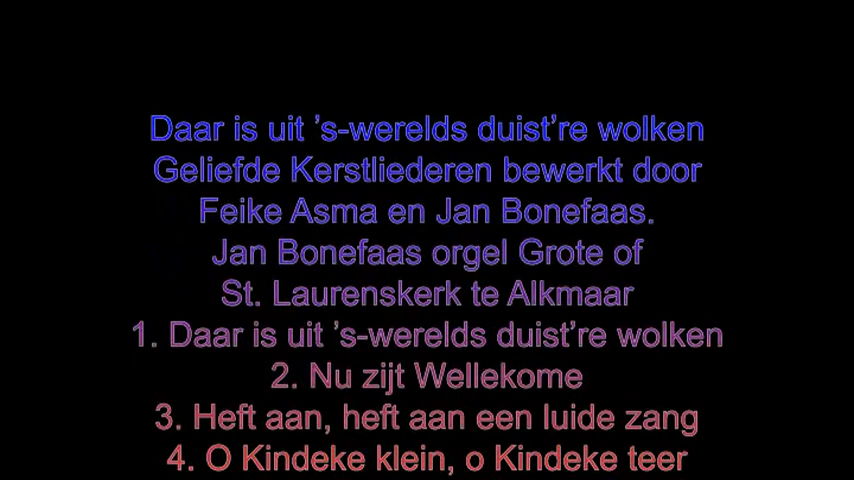 Daar is uit ’s-werelds duist’re wolken
Geliefde Kerstliederen bewerkt door
Feike Asma en Jan Bonefaas.
Jan Bonefaas orgel Grote of
St. Laurenskerk te Alkmaar
1. Daar is uit ’s-werelds duist’re wolken
2. Nu zijt Wellekome
3. Heft aan, heft aan een luide zang
4. O Kindeke klein, o Kindeke teer